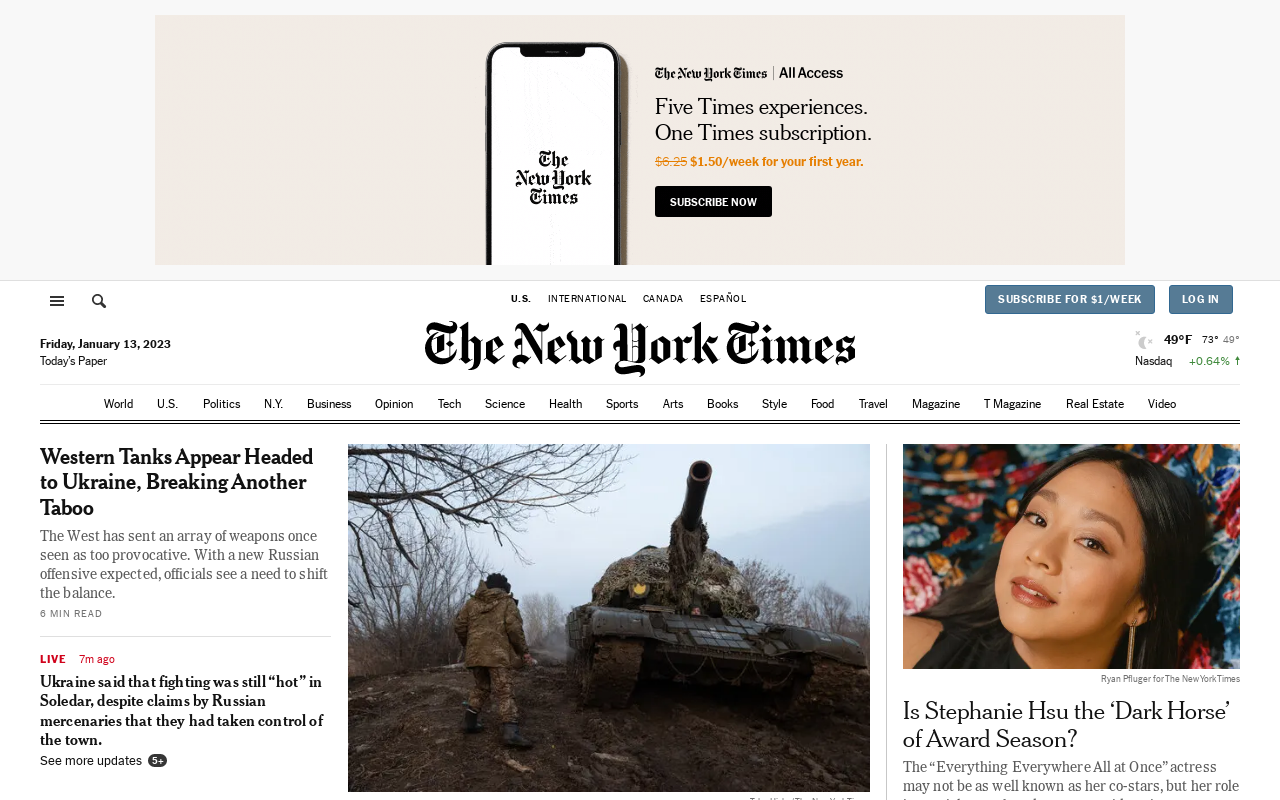 The New York Times | All Access
Five Times experiences.
One Times subscription.
$6.25 $1.50/week for your first year.
SUBSCRIBE NOW
The
New York
Times
U.S. INTERNATIONAL CANADA ESPAÑOL
SUBSCRIBE FOR $1/WEEK LOG IN
The New York Times
Friday, January 13, 2023
Today's Paper
49°F 73° 49°
Nasdaq +0.64% ↑
World U.S. Politics N.Y. Business Opinion Tech Science Health Sports Arts Books Style Food Travel Magazine T Magazine Real Estate Video
Western Tanks Appear Headed
to Ukraine, Breaking Another
Taboo
The West has sent an array of weapons once
seen as too provocative. With a new Russian
offensive expected, officials see a need to shift
the balance.
6 MIN READ
LIVE 7m ago
Ukraine said that fighting was still “hot” in
Soledar, despite claims by Russian
mercenaries that they had taken control of
the town.
See more updates 5+
Ryan Pfluger for The New York Times
Is Stephanie Hsu the ‘Dark Horse’
of Award Season?
The “Everything Everywhere All at Once” actress
may not be as well known as her co-stars, but her role